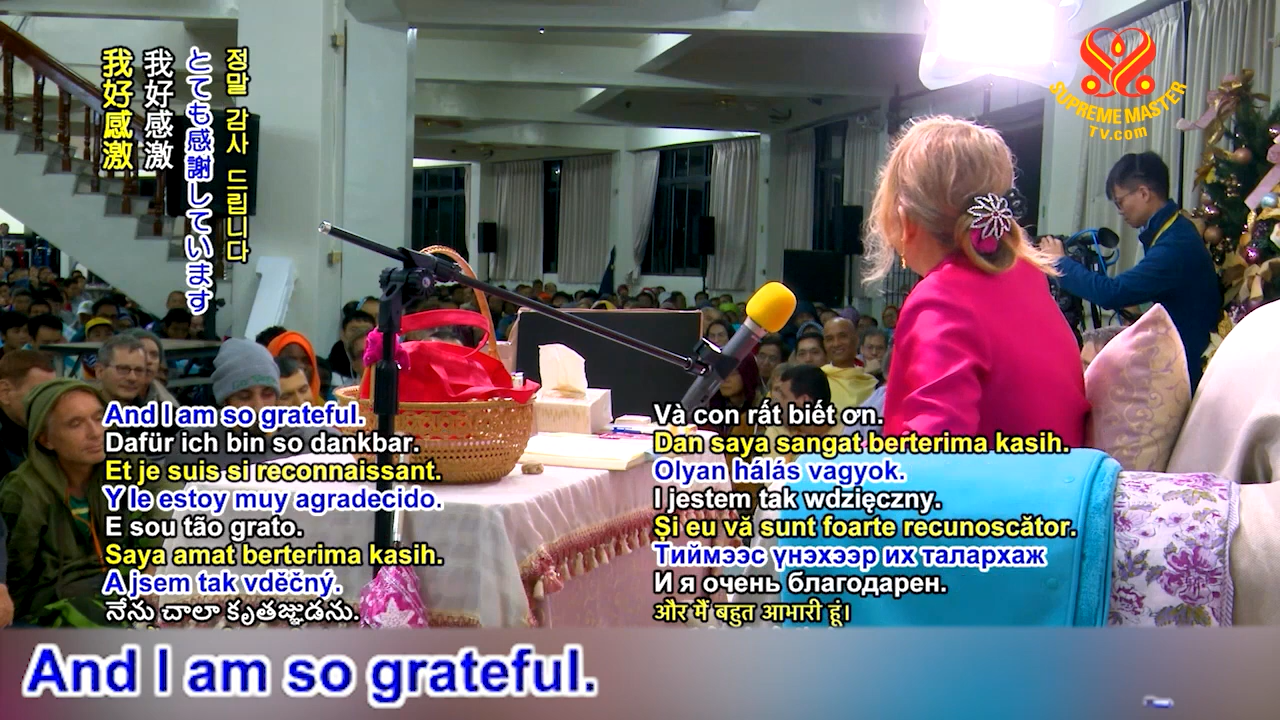 我好感激
我好感激
とても感謝しています
정말 감사 드립니다
SUPREME MASTER
TV.com
And I am so grateful.
Dafür ich bin so dankbar.
Et je suis si reconnaissant.
Y le estoy muy agradecido.
E sou tão grato.
Saya amat berterima kasih.
A jsem tak vděčný.
నేను చాలా కృతజ్ఞుడను.
Và con rất biết ơn.
Dan saya sangat berterima kasih.
Olyan hálás vagyok.
I jestem tak wdzięczny.
Și eu vă sunt foarte recunoscător.
Тиймээс үнэхээр их талархаж
И я очень благодарен.
और मैं बहुत आभारी हूं।
And I am so grateful.